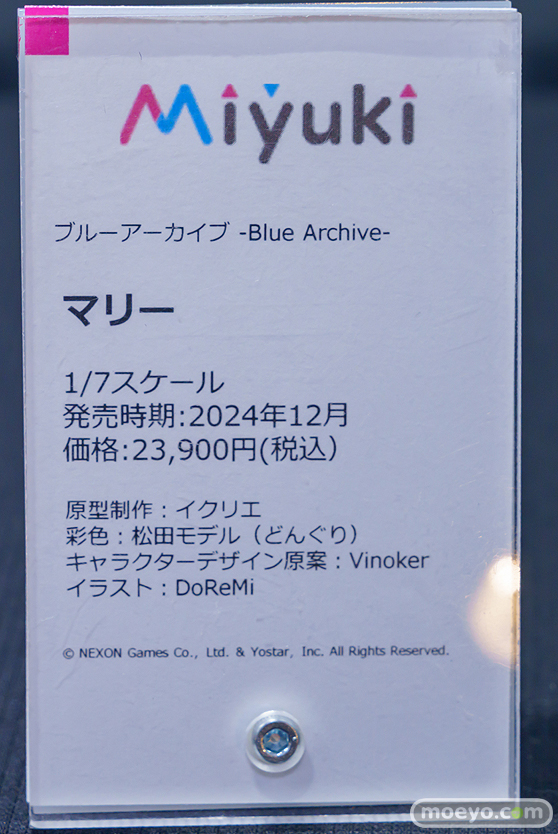 Miyuki
ブルーアーカイブ -Blue Archive-
マリー
1/7スケール
発売時期:2024年12月
価格:23,900円(税込)
原型制作：イクリエ
彩色：松田モデル（どんぐり）
キャラクターデザイン原案：Vinoker
イラスト：DoReMi
© NEXON Games Co., Ltd. & Yostar, Inc. All Rights Reserved.
moeyo.com